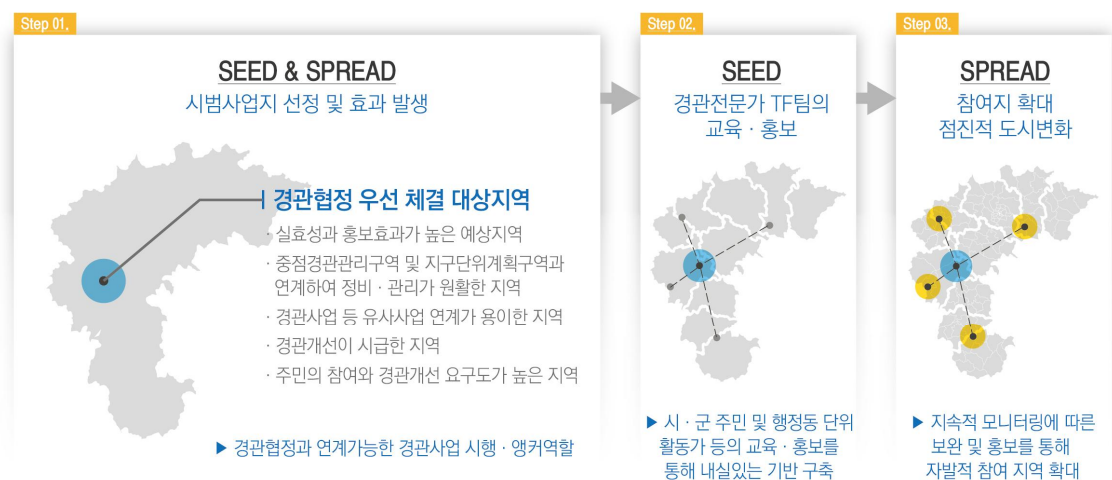 Step 01,
SEED & SPREAD
시범사업지 선정 및 효과 발생
경관협정 우선 체결 대상지역
· 실효성과 홍보효과가 높은 예상지역
· 중점경관관리구역 및 지구단위계획구역과
연계하여 정비 · 관리가 원활한 지역
· 경관사업 등 유사사업 연계가 용이한 지역
· 경관개선이 시급한 지역
· 주민의 참여와 경관개선 요구도가 높은 지역
▶ 경관협정과 연계가능한 경관사업 시행 · 앵커역할
Step 02,
SEED
경관전문가 TF팀의
교육 · 홍보
▶ 시 · 군 주민 및 행정동 단위
활동가 등의 교육 · 홍보를
통해 내실있는 기반 구축
Step 03,
SPREAD
참여지 확대
점진적 도시변화
▶ 지속적 모니터링에 따른
보완 및 홍보를 통해
자발적 참여 지역 확대